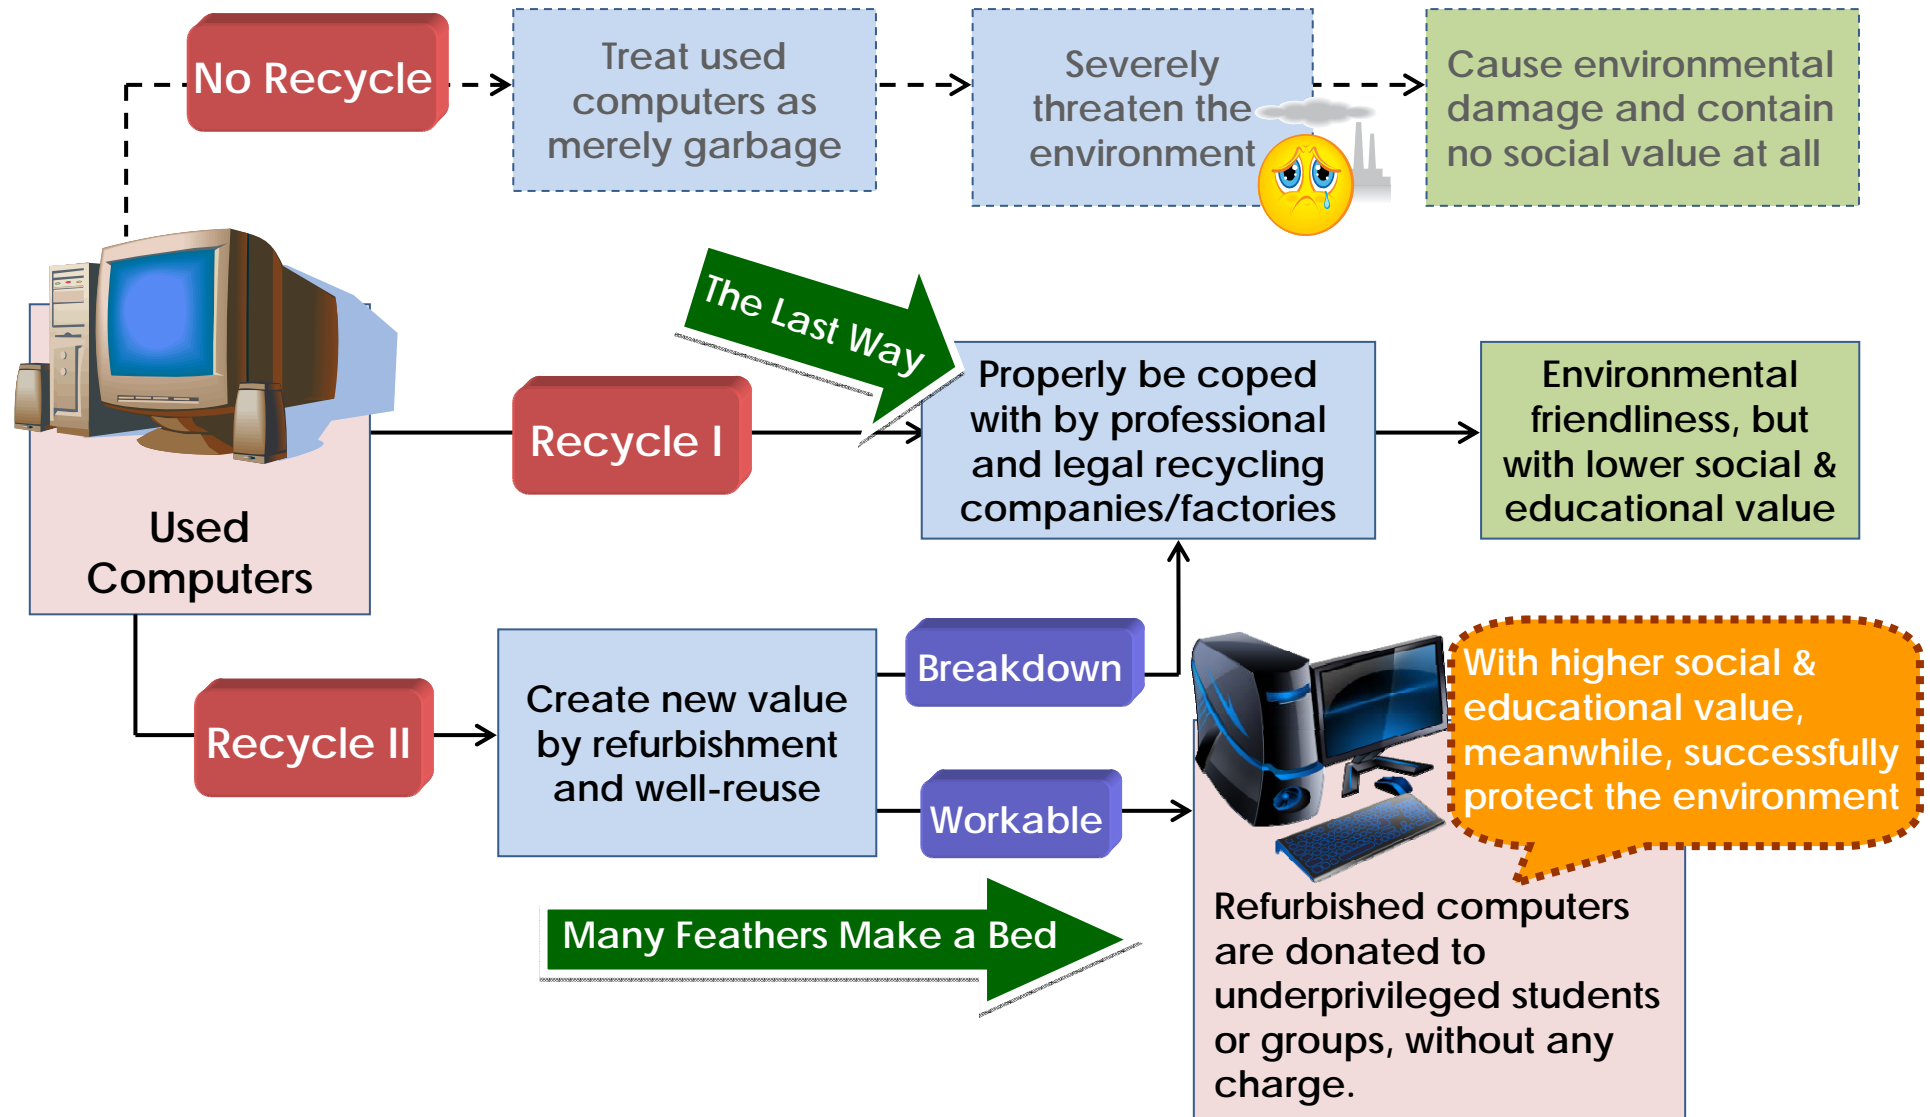 No Recycle
Treat used
computers as
merely garbage
Severely
threaten the
environment
Cause environmental
damage and contain
no social value at all
The Last Way
Used
Computers
Recycle I
Properly be coped
with by professional
and legal recycling
companies/factories
Environmental
friendliness, but
with lower social &
educational value
Recycle II
Create new value
by refurbishment
and well-reuse
Breakdown
Workable
With higher social &
educational value,
meanwhile, successfully
protect the environment
Many Feathers Make a Bed
Refurbished computers
are donated to
underprivileged students
or groups, without any
charge.